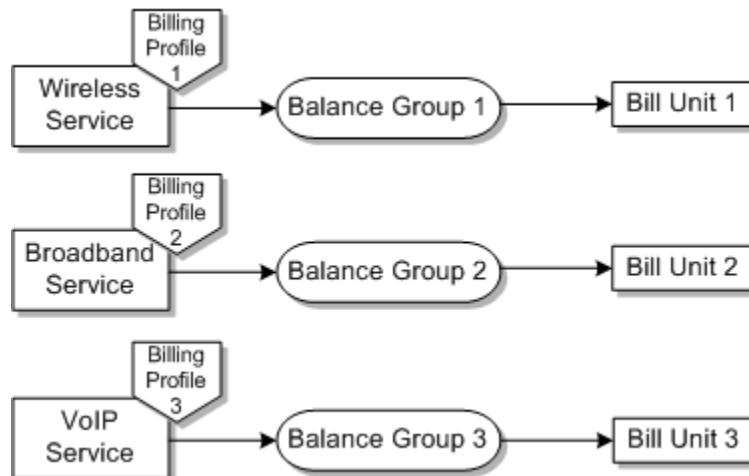 Billing
Profile
1
Wireless
Service
Balance Group 1
Bill Unit 1
Billing
Profile
2
Broadband
Service
Balance Group 2
Bill Unit 2
Billing
Profile
3
VoIP
Service
Balance Group 3
Bill Unit 3